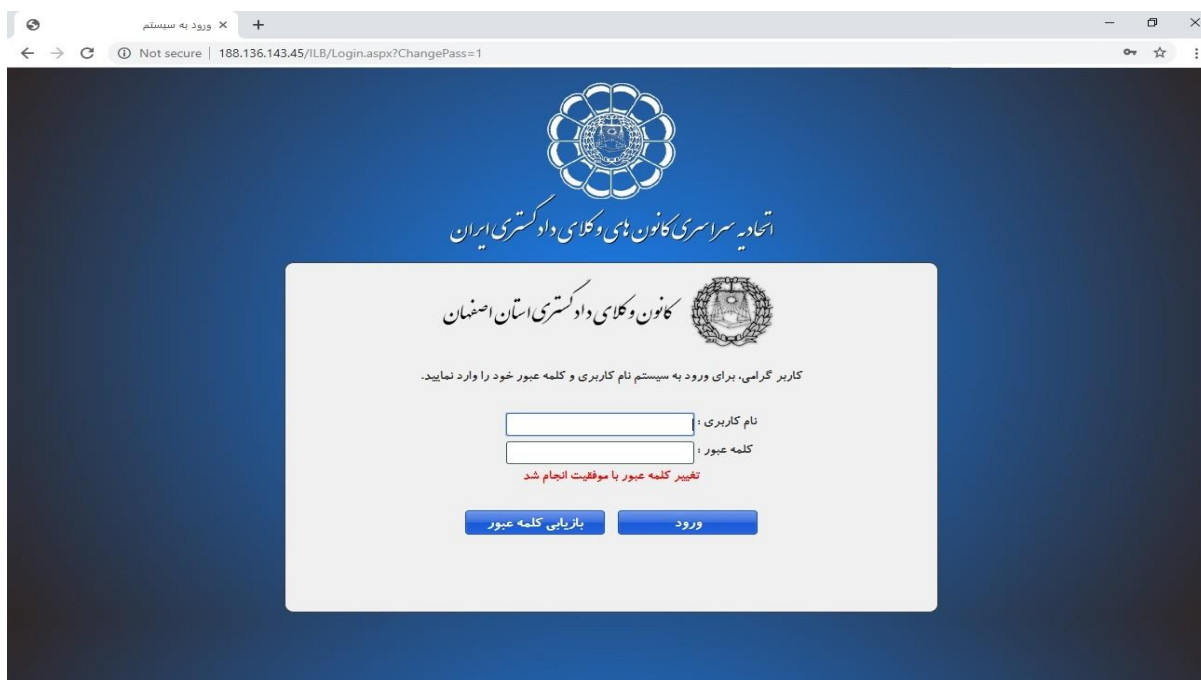 ورود به سیستم
Not secure | 188.136.143.45/ILB/Login.aspx?ChangePass=1
اتحادیه سراسری کانون های وکلای دادگستری ایران
کانون وکلای دادگستری استان اصفهان
کاربر گرامی، برای ورود به سیستم نام کاربری و کلمه عبور خود را وارد نمایید.
نام کاربری :
کلمه عبور :
تغییر کلمه عبور با موفقیت انجام شد
ورود بازیابی کلمه عبور